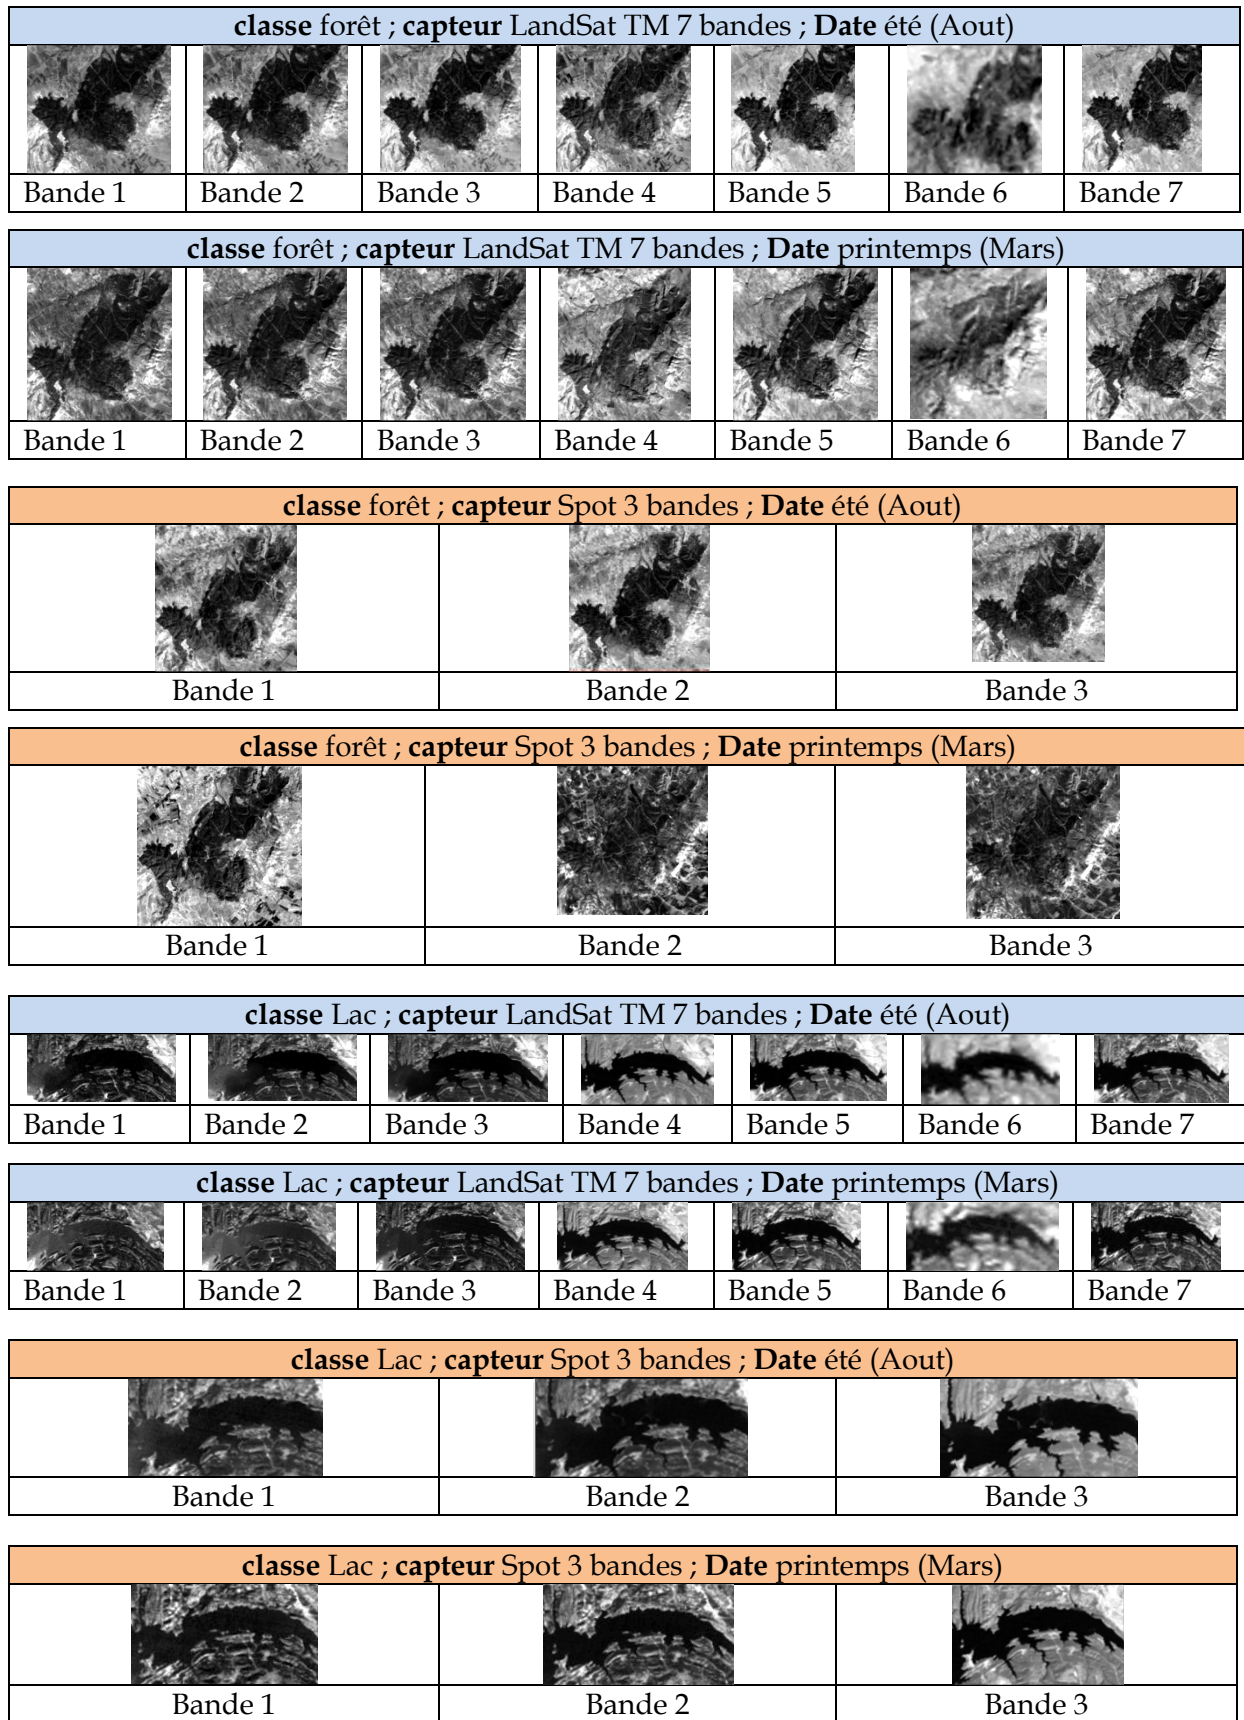 classe forêt ; capteur LandSat TM 7 bandes ; Date été (Aout)
Bande 1 Bande 2 Bande 3 Bande 4 Bande 5 Bande 6 Bande 7
classe forêt ; capteur LandSat TM 7 bandes ; Date printemps (Mars)
Bande 1 Bande 2 Bande 3 Bande 4 Bande 5 Bande 6 Bande 7
classe forêt ; capteur Spot 3 bandes ; Date été (Aout)
Bande 1 Bande 2 Bande 3
classe forêt ; capteur Spot 3 bandes ; Date printemps (Mars)
Bande 1 Bande 2 Bande 3
classe Lac ; capteur LandSat TM 7 bandes ; Date été (Aout)
Bande 1 Bande 2 Bande 3 Bande 4 Bande 5 Bande 6 Bande 7
classe Lac ; capteur LandSat TM 7 bandes ; Date printemps (Mars)
Bande 1 Bande 2 Bande 3 Bande 4 Bande 5 Bande 6 Bande 7
classe Lac ; capteur Spot 3 bandes ; Date été (Aout)
Bande 1 Bande 2 Bande 3
classe Lac ; capteur Spot 3 bandes ; Date printemps (Mars)
Bande 1 Bande 2 Bande 3